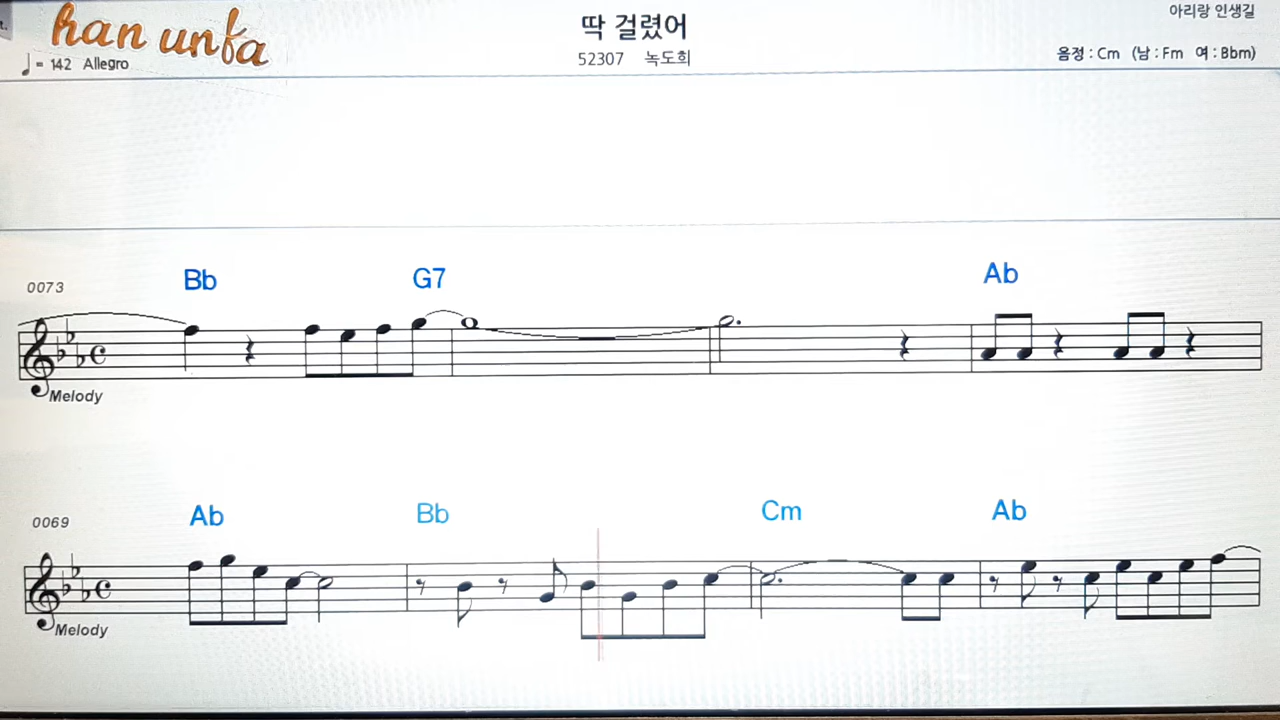 t.
han unfa
딱 걸렸어
아리랑 인생길
♩ = 142 Allegro
52307 녹도희
음정 : Cm (남 : Fm 여 : Bbm)
0073
Bb G7 Ab
Melody
0069
Ab Bb Cm Ab
Melody